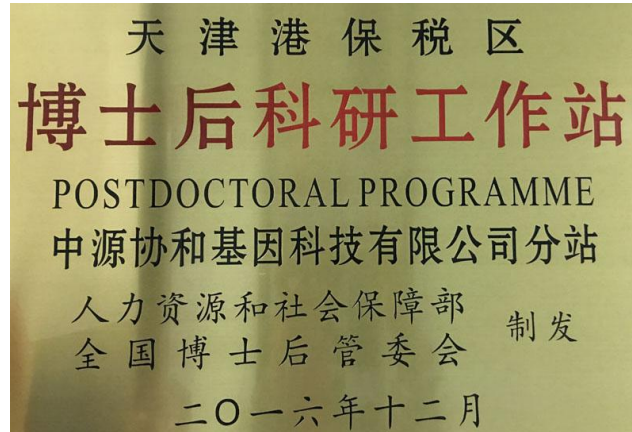 天津港保税区
博士后科研工作站
POSTDOCTORAL PROGRAMME
中源协和基因科技有限公司分站
人力资源和社会保障部
全国博士后管委会
制发
二〇一六年十二月